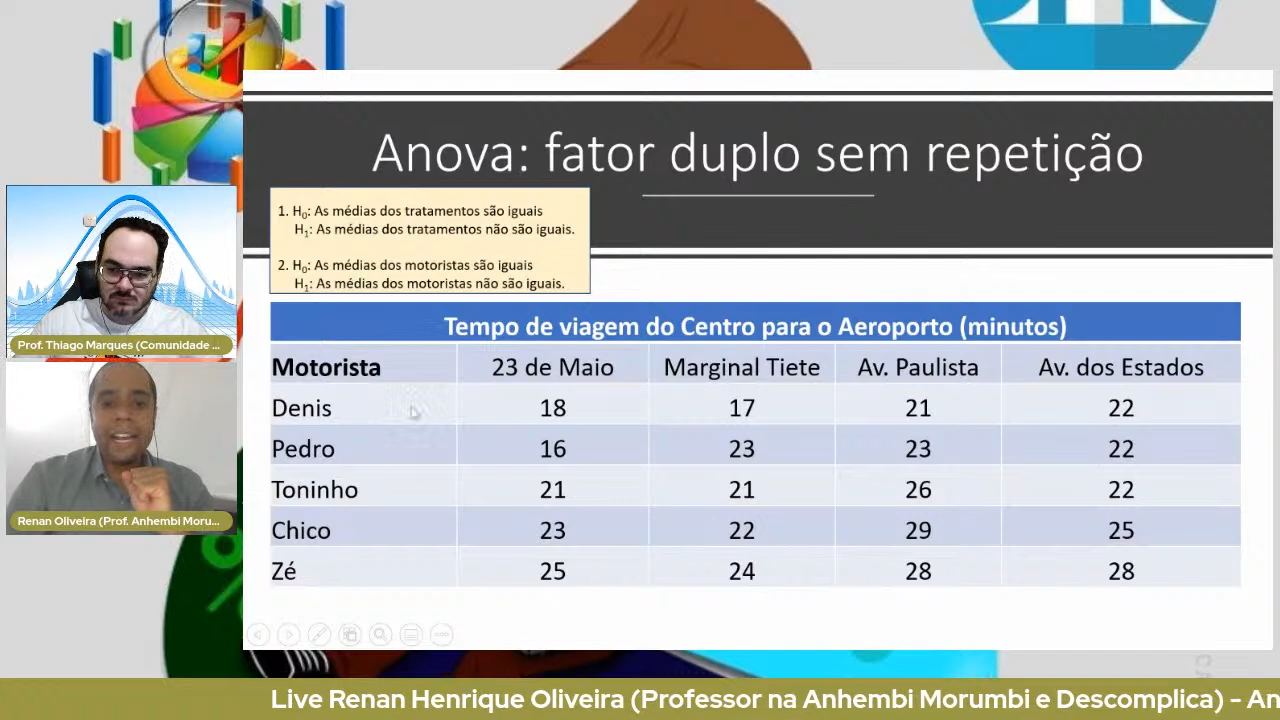 Anova: fator duplo sem repetição
1. H₀: As médias dos tratamentos são iguais
H₁: As médias dos tratamentos não são iguais.
2. H₀: As médias dos motoristas são iguais
H₁: As médias dos motoristas não são iguais.
Tempo de viagem do Centro para o Aeroporto (minutos)
Motorista 23 de Maio Marginal Tiete Av. Paulista Av. dos Estados
Denis 18 17 21 22
Pedro 16 23 23 22
Toninho 21 21 26 22
Chico 23 22 29 25
Zé 25 24 28 28
Prof. Thiago Marques (Comunidade ...
Renan Oliveira (Prof. Anhembi Moru...
Live Renan Henrique Oliveira (Professor na Anhembi Morumbi e Descomplica) - An